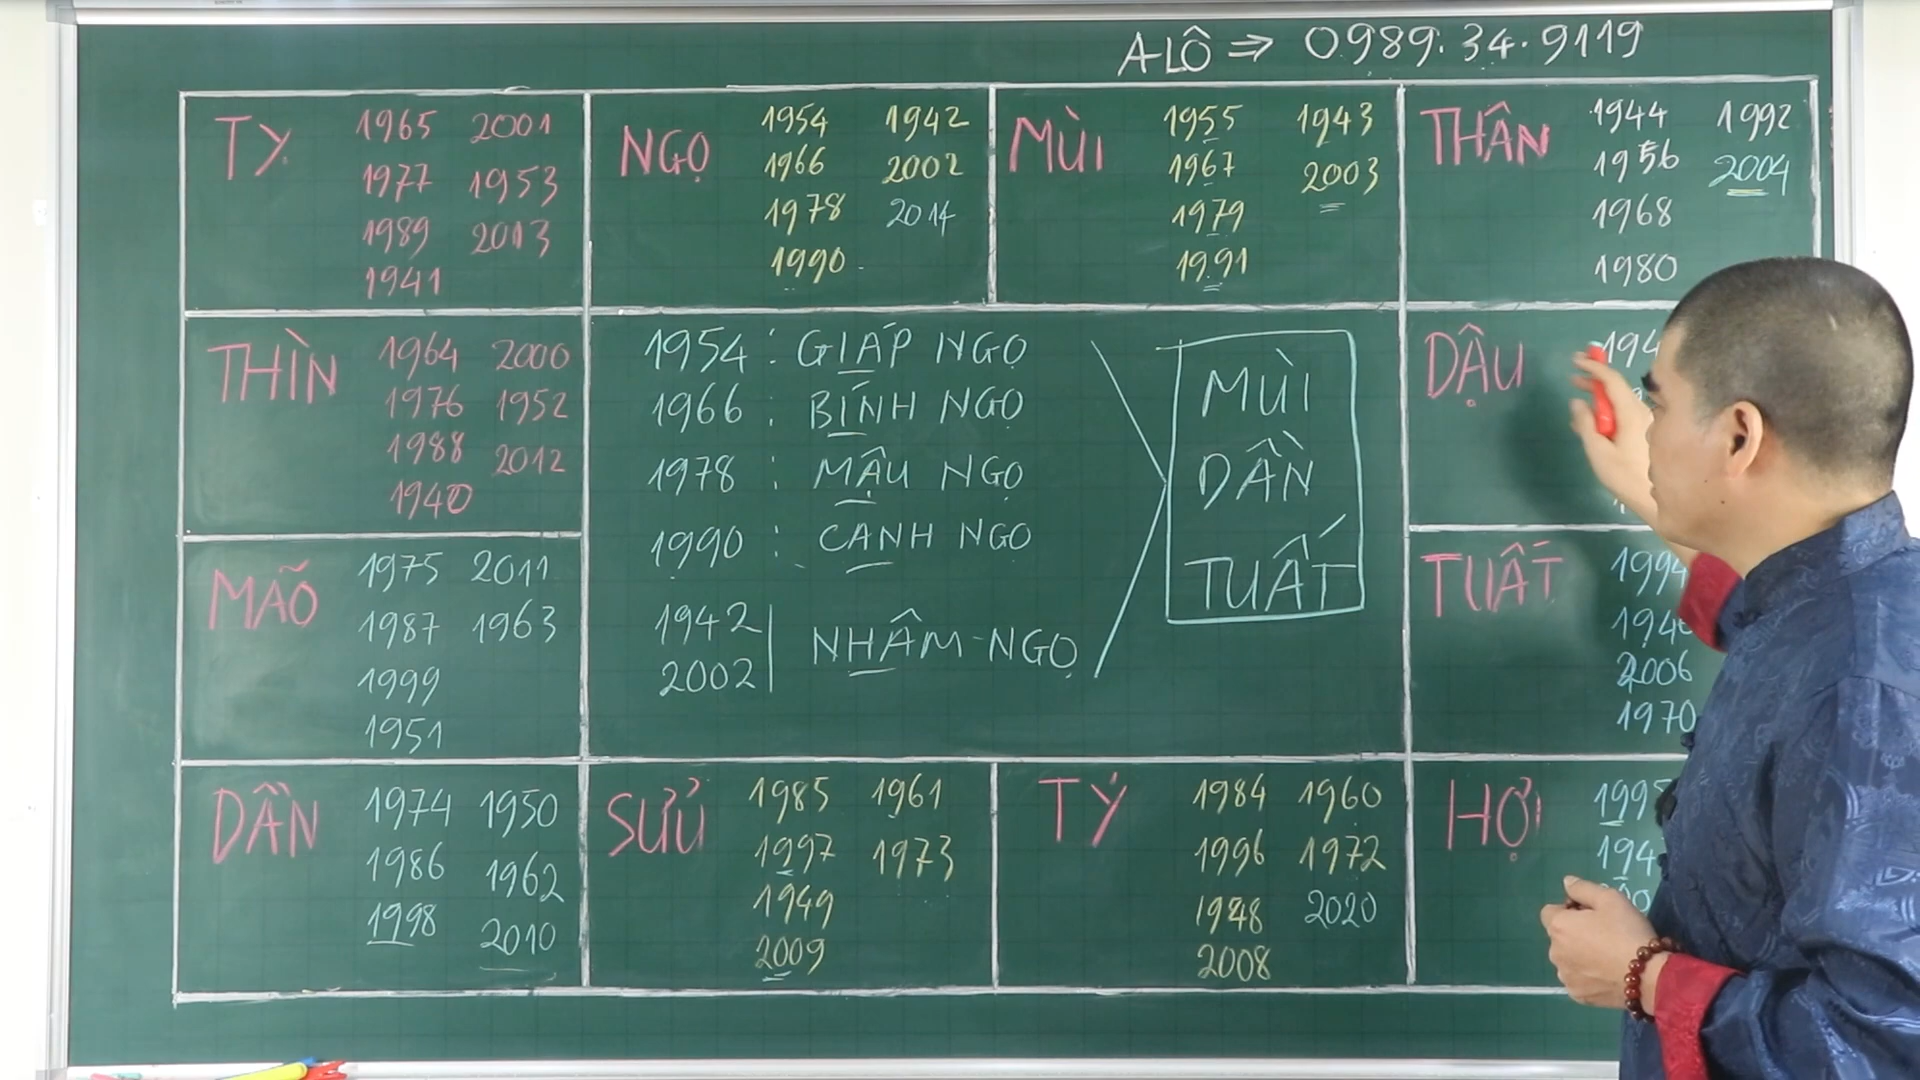 A-LÔ ⇒ 0989.34.9119
TỴ 1965 2001
1977 1953
1989 2013
1941
NGỌ 1954 1942
1966 2002
1978 2014
1990
MÙI 1955 1943
1967 2003
1979
1991
THÂN 1944 1992
1956 2004
1968
1980
THÌN 1964 2000
1976 1952
1988 2012
1940
1954 : GIÁP NGỌ
1966 : BÍNH NGỌ
1978 : MẬU NGỌ
1990 : CANH NGỌ
1942
2002
NHÂM-NGỌ
MÙI
DẦN
TUẤT
DẬU
MÃO 1975 2011
1987 1963
1999
1951
TUẤT 1994
2006
1970
DẦN 1974 1950
1986 1962
1998 2010
SỬU 1985 1961
1997 1973
1949
2009
TÝ 1984 1960
1996 1972
1948 2020
2008
HỢI 1995